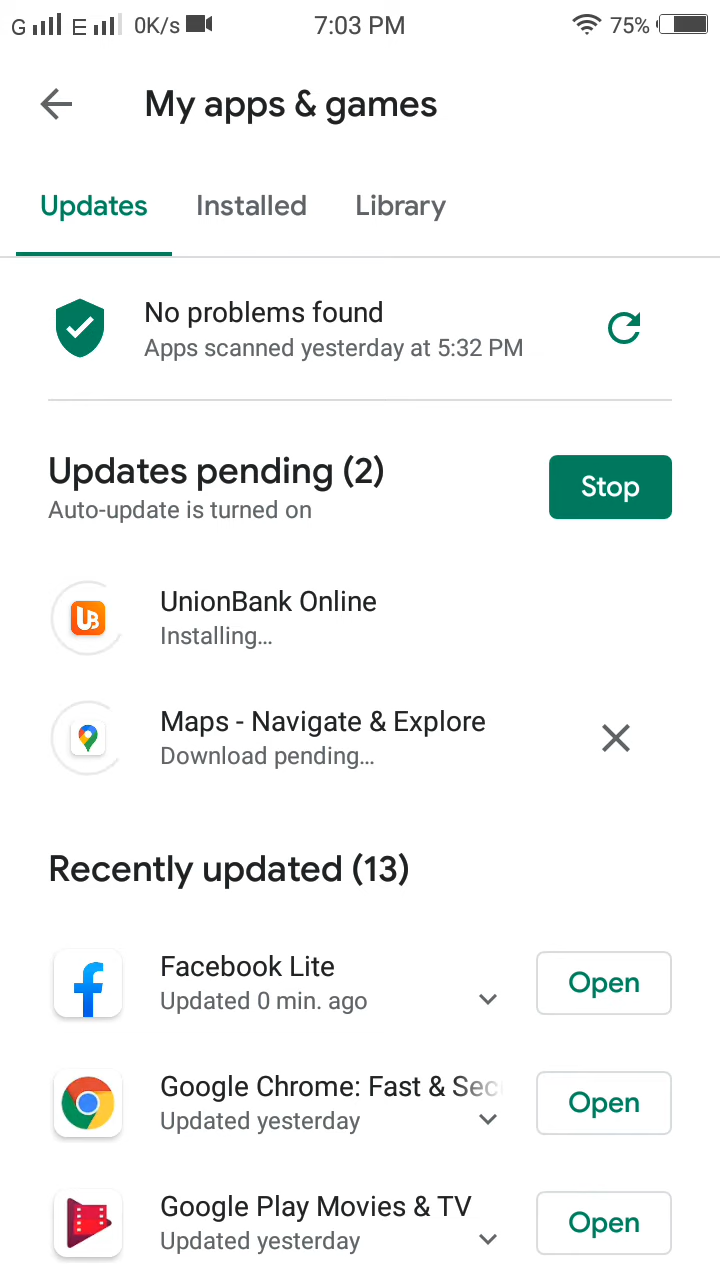 G E 0K/s 7:03 PM 75%
My apps & games
Updates Installed Library
No problems found
Apps scanned yesterday at 5:32 PM
Updates pending (2)
Auto-update is turned on
Stop
UB
UnionBank Online
Installing...
Maps - Navigate & Explore
Download pending...
Recently updated (13)
Facebook Lite
Updated 0 min. ago
Open
Google Chrome: Fast & Sec
Updated yesterday
Open
Google Play Movies & TV
Updated yesterday
Open